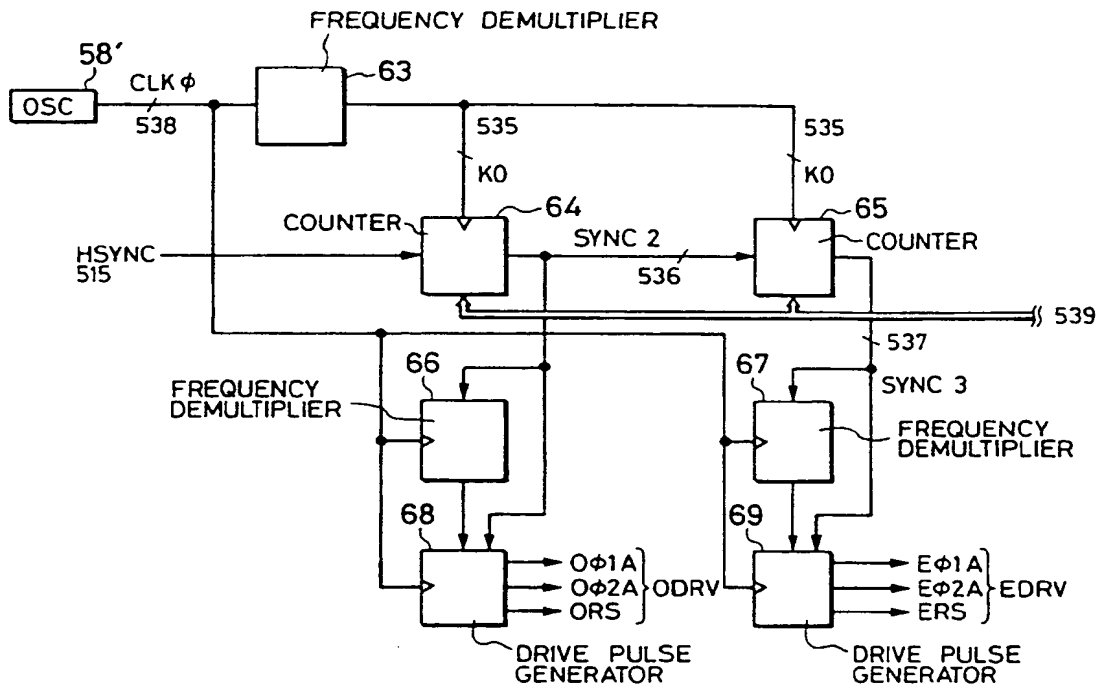 FREQUENCY DEMULTIPLIER
58'
63
OSC
CLK φ
538
535
K0
535
K0
COUNTER
64
65
COUNTER
HSYNC
515
SYNC 2
536
539
537
SYNC 3
66
FREQUENCY
DEMULTIPLIER
67
FREQUENCY
DEMULTIPLIER
68
Oφ1A
Oφ2A
ORS
ODRV
DRIVE PULSE
GENERATOR
69
Eφ1A
Eφ2A
ERS
EDRV
DRIVE PULSE
GENERATOR